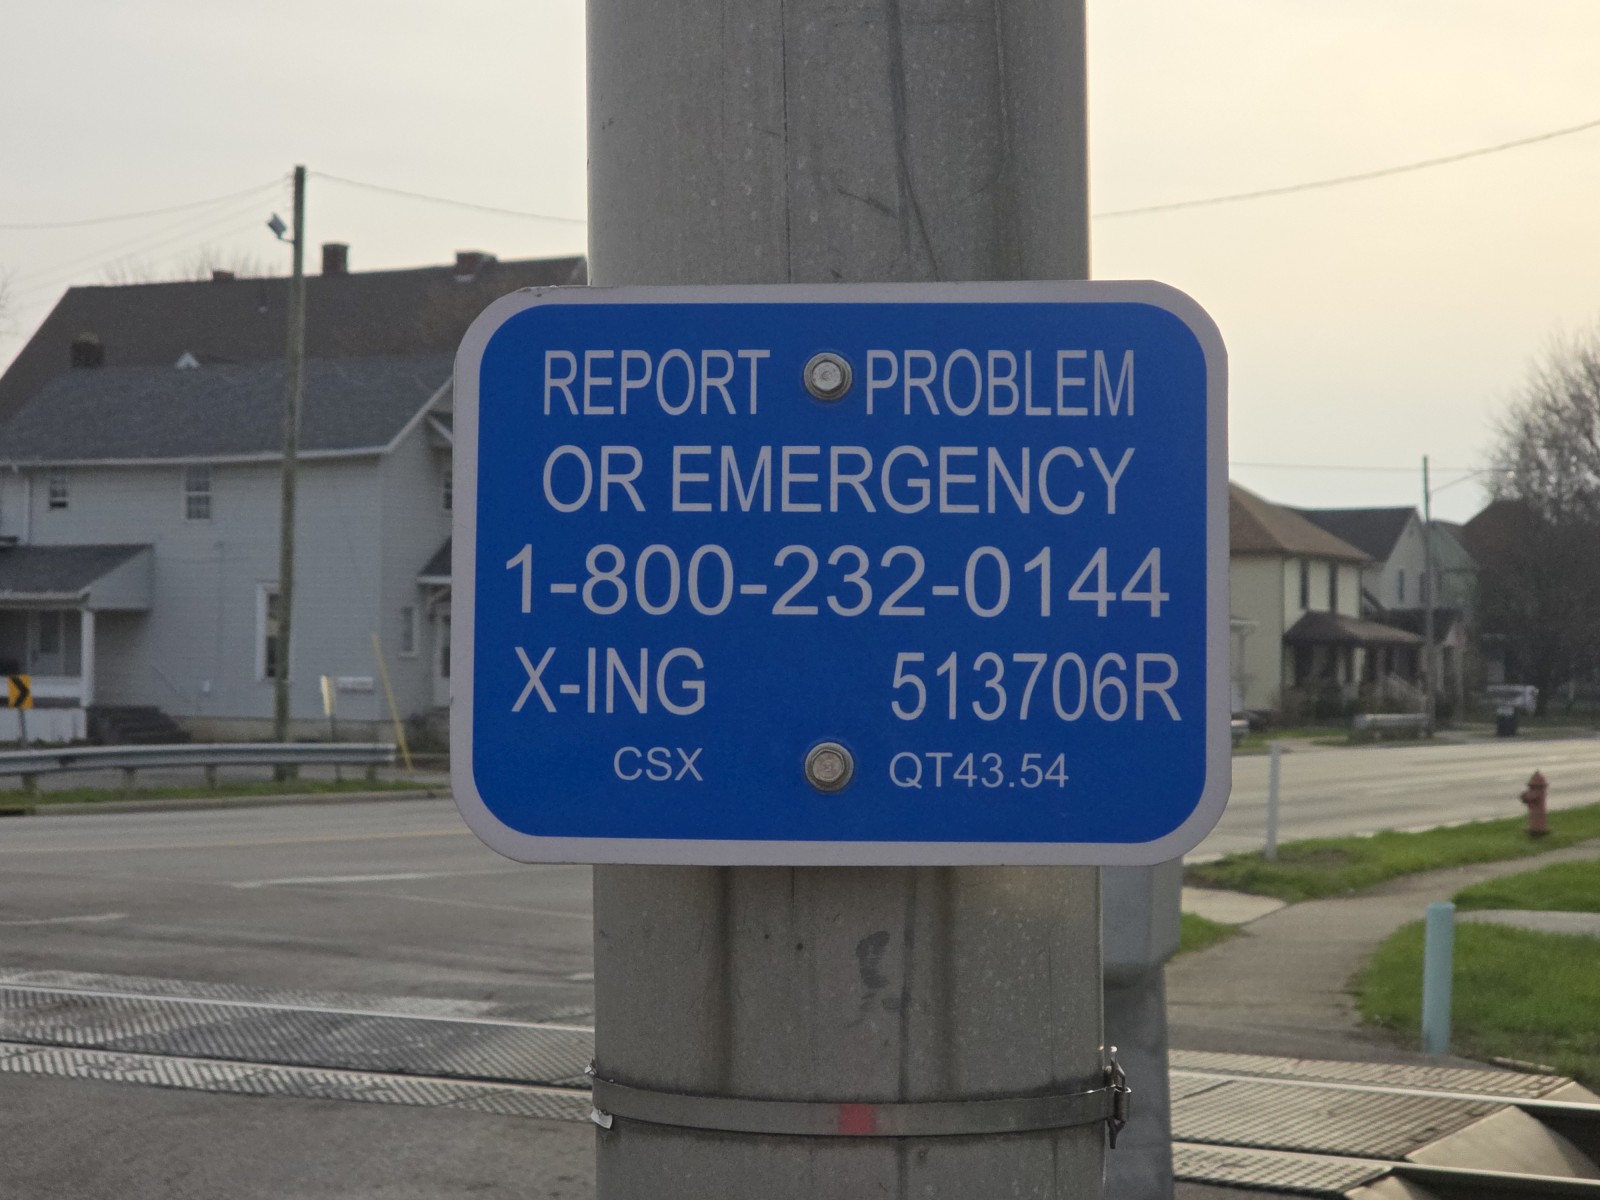 REPORT PROBLEM
OR EMERGENCY
1-800-232-0144
X-ING 513706R
CSX QT43.54